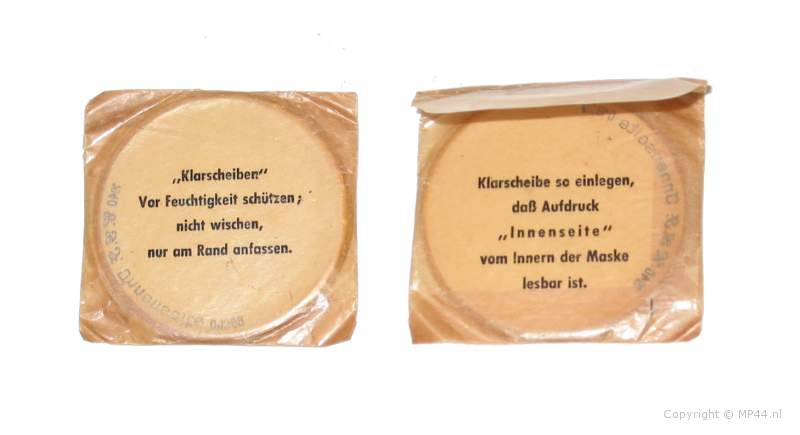 „Klarscheiben“
Vor Feuchtigkeit schützen;
nicht wischen,
nur am Rand anfassen.
Klarscheibe so einlegen,
daß Aufdruck
„Innenseite“
vom Innern der Maske
lesbar ist.
Copyright © MP44.nl